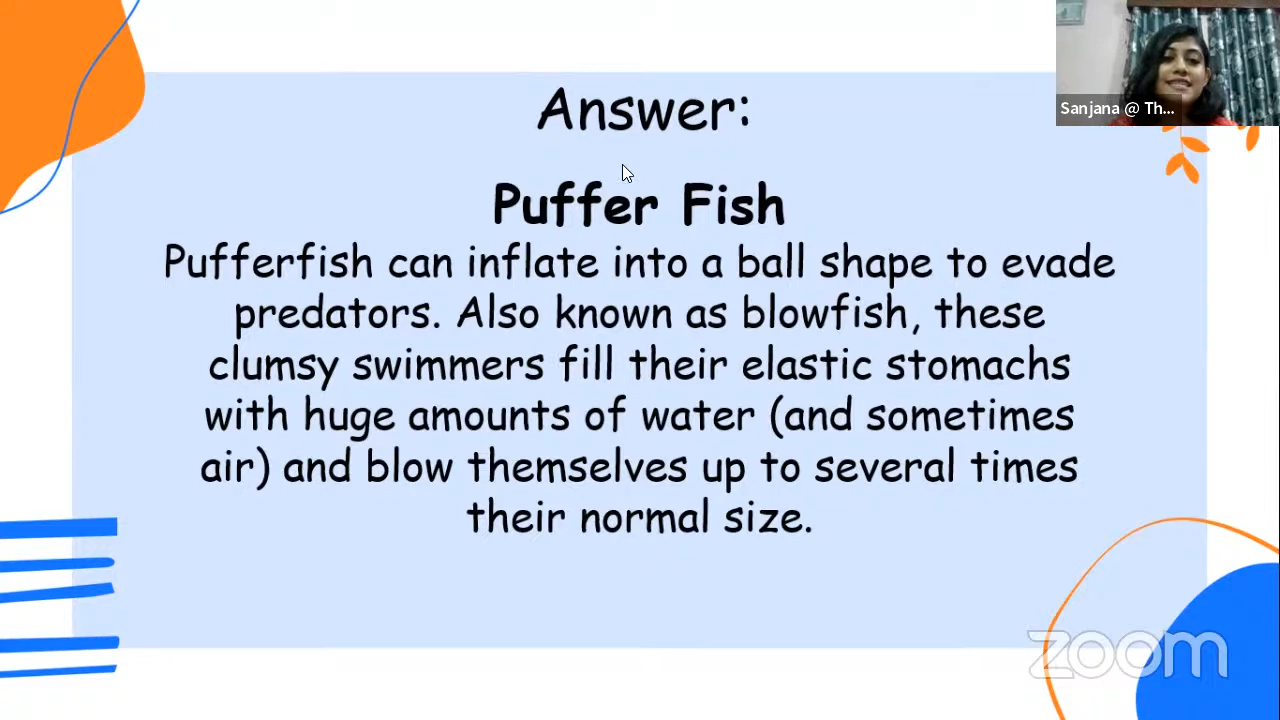 Answer:
Puffer Fish
Pufferfish can inflate into a ball shape to evade
predators. Also known as blowfish, these
clumsy swimmers fill their elastic stomachs
with huge amounts of water (and sometimes
air) and blow themselves up to several times
their normal size.
Sanjana @ Th...
zoom